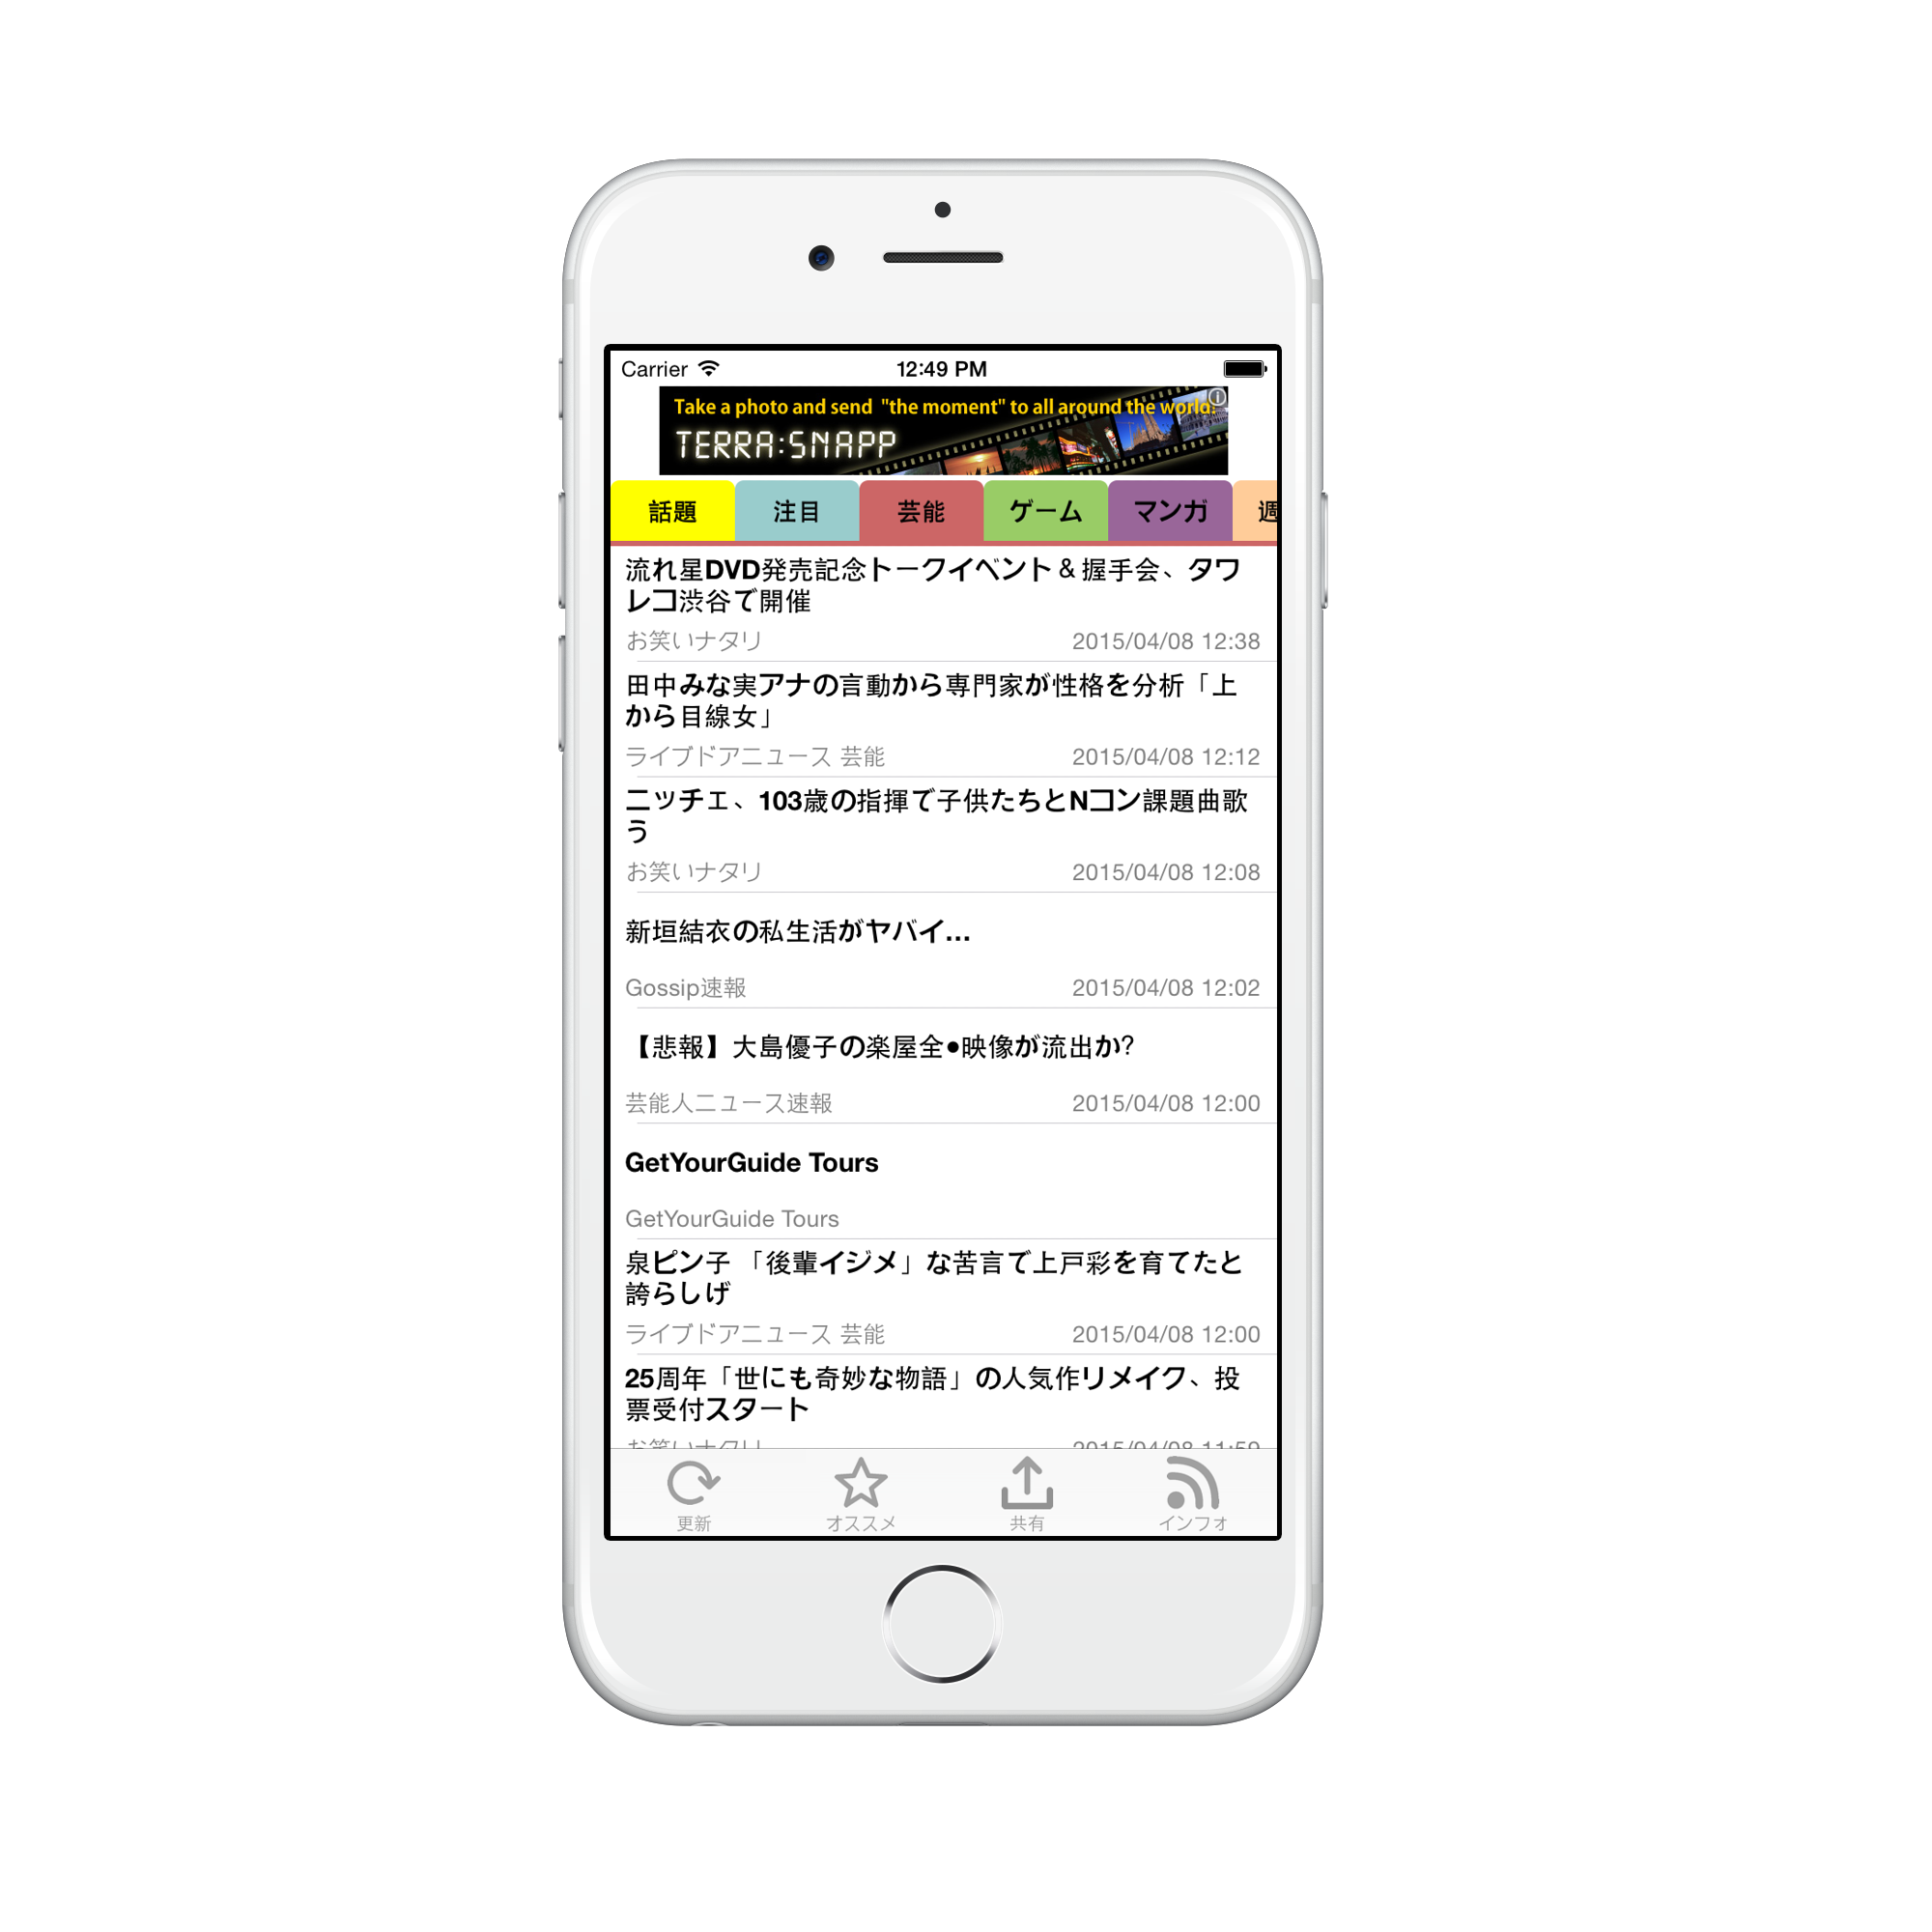 Carrier 12:49 PM
Take a photo and send "the moment" to all around the world!
TERRA:SNAPP
話題 注目 芸能 ゲーム マンガ 週
流れ星DVD発売記念トークイベント＆握手会、タワ
レコ渋谷で開催
お笑いナタリ 2015/04/08 12:38
田中みな実アナの言動から専門家が性格を分析「上
から目線女」
ライブドアニュース 芸能 2015/04/08 12:12
ニッチェ、103歳の指揮で子供たちとNコン課題曲歌
う
お笑いナタリ 2015/04/08 12:08
新垣結衣の私生活がヤバイ...
Gossip速報 2015/04/08 12:02
【悲報】大島優子の楽屋全●映像が流出か?
芸能人ニュース速報 2015/04/08 12:00
GetYourGuide Tours
GetYourGuide Tours
泉ピン子 「後輩イジメ」な苦言で上戸彩を育てたと
誇らしげ
ライブドアニュース 芸能 2015/04/08 12:00
25周年「世にも奇妙な物語」の人気作リメイク、投
票受付スタート
お笑いナタリ 2015/04/08 11:59
更新 オススメ 共有 インフォ